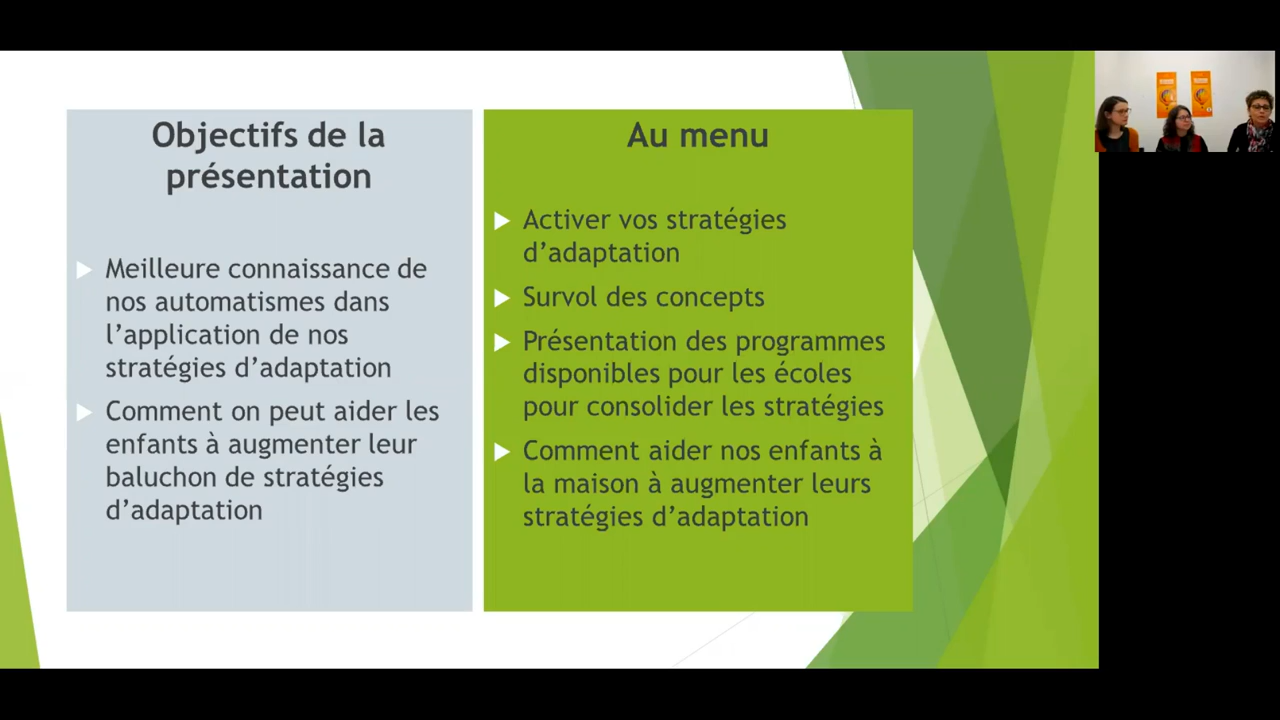 Objectifs de la
présentation
Meilleure connaissance de
nos automatismes dans
l’application de nos
stratégies d’adaptation
Comment on peut aider les
enfants à augmenter leur
baluchon de stratégies
d’adaptation
Au menu
Activer vos stratégies
d’adaptation
Survol des concepts
Présentation des programmes
disponibles pour les écoles
pour consolider les stratégies
Comment aider nos enfants à
la maison à augmenter leurs
stratégies d’adaptation